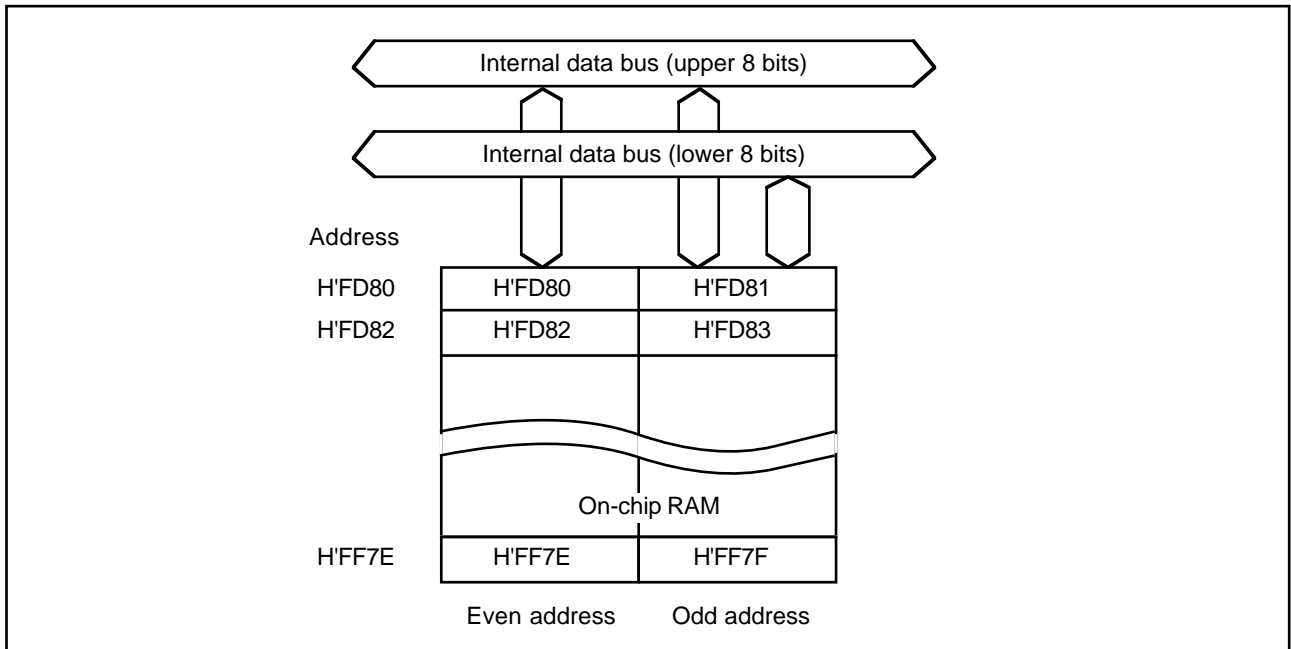 Internal data bus (upper 8 bits)
Internal data bus (lower 8 bits)
Address
H'FD80 H'FD80 H'FD81
H'FD82 H'FD82 H'FD83
On-chip RAM
H'FF7E H'FF7E H'FF7F
Even address Odd address